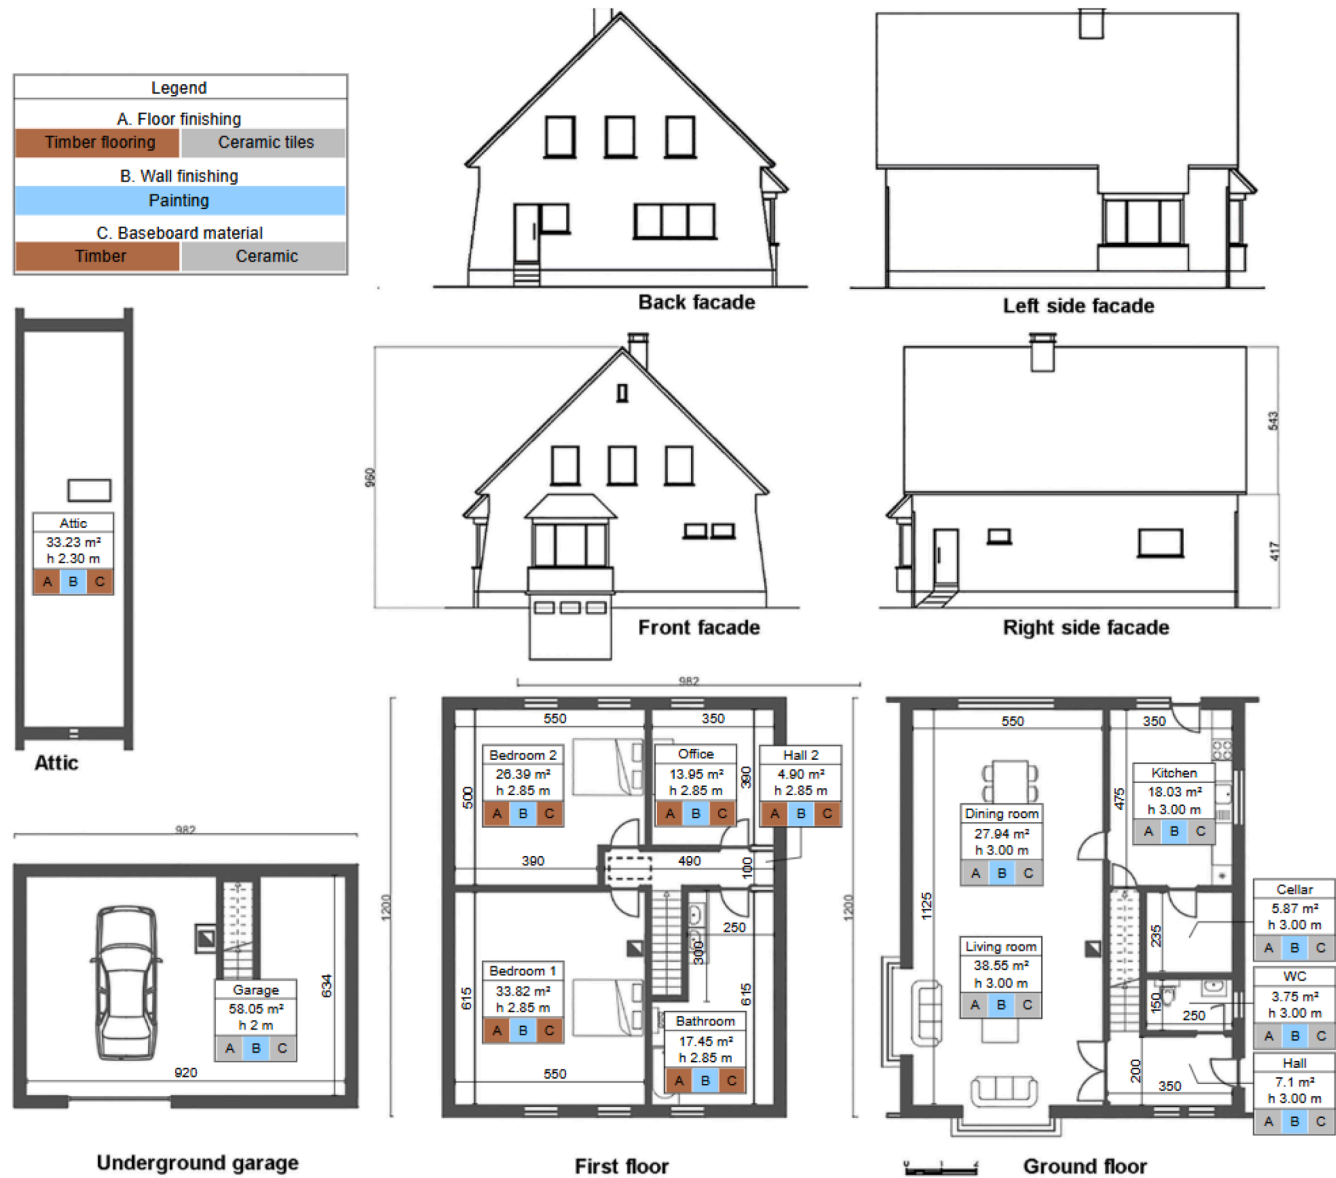 Legend
A. Floor finishing
Timber flooring Ceramic tiles
B. Wall finishing
Painting
C. Baseboard material
Timber Ceramic
Back facade
Left side facade
960
543
417
Front facade
Right side facade
Attic
33.23 m²
h 2.30 m
A B C
Attic
982
Garage
58.05 m²
h 2 m
A B C
634
920
Underground garage
982
1200
550
350
Bedroom 2
26.39 m²
h 2.85 m
A B C
Office
13.95 m²
h 2.85 m
A B C
Hall 2
4.90 m²
h 2.85 m
A B C
500
390
390
490
100
250
300
Bedroom 1
33.82 m²
h 2.85 m
A B C
615
615
Bathroom
17.45 m²
h 2.85 m
A B C
550
First floor
1200
550
350
Kitchen
18.03 m²
h 3.00 m
A B C
475
Dining room
27.94 m²
h 3.00 m
A B C
1125
Living room
38.55 m²
h 3.00 m
A B C
235
Cellar
5.87 m²
h 3.00 m
A B C
150
250
WC
3.75 m²
h 3.00 m
A B C
200
350
Hall
7.1 m²
h 3.00 m
A B C
0 1 2
Ground floor